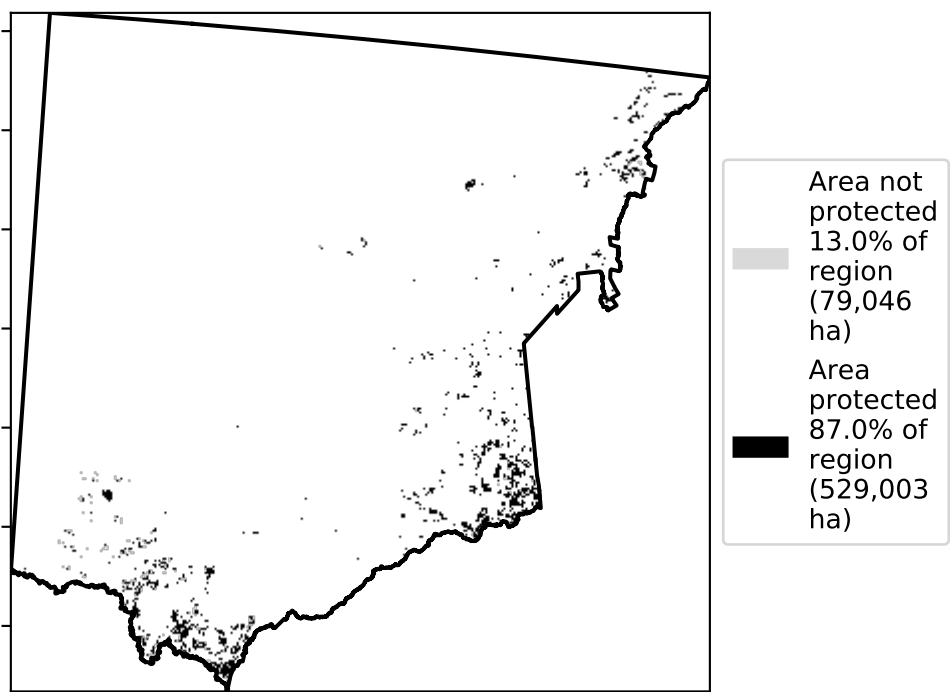 Area not
protected
13.0% of
region
(79,046
ha)
Area
protected
87.0% of
region
(529,003
ha)